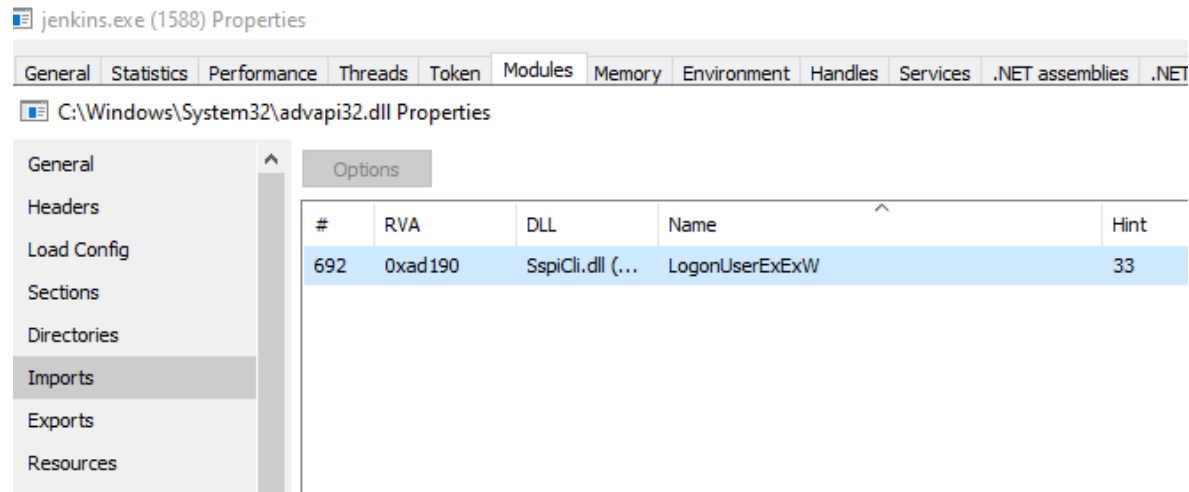 jenkins.exe (1588) Properties
General Statistics Performance Threads Token Modules Memory Environment Handles Services .NET assemblies .NET
C:\Windows\System32\advapi32.dll Properties
General
Options
Headers
# RVA DLL Name Hint
Load Config
692 0xad190 SspiCli.dll (... LogonUserExExW 33
Sections
Directories
Imports
Exports
Resources